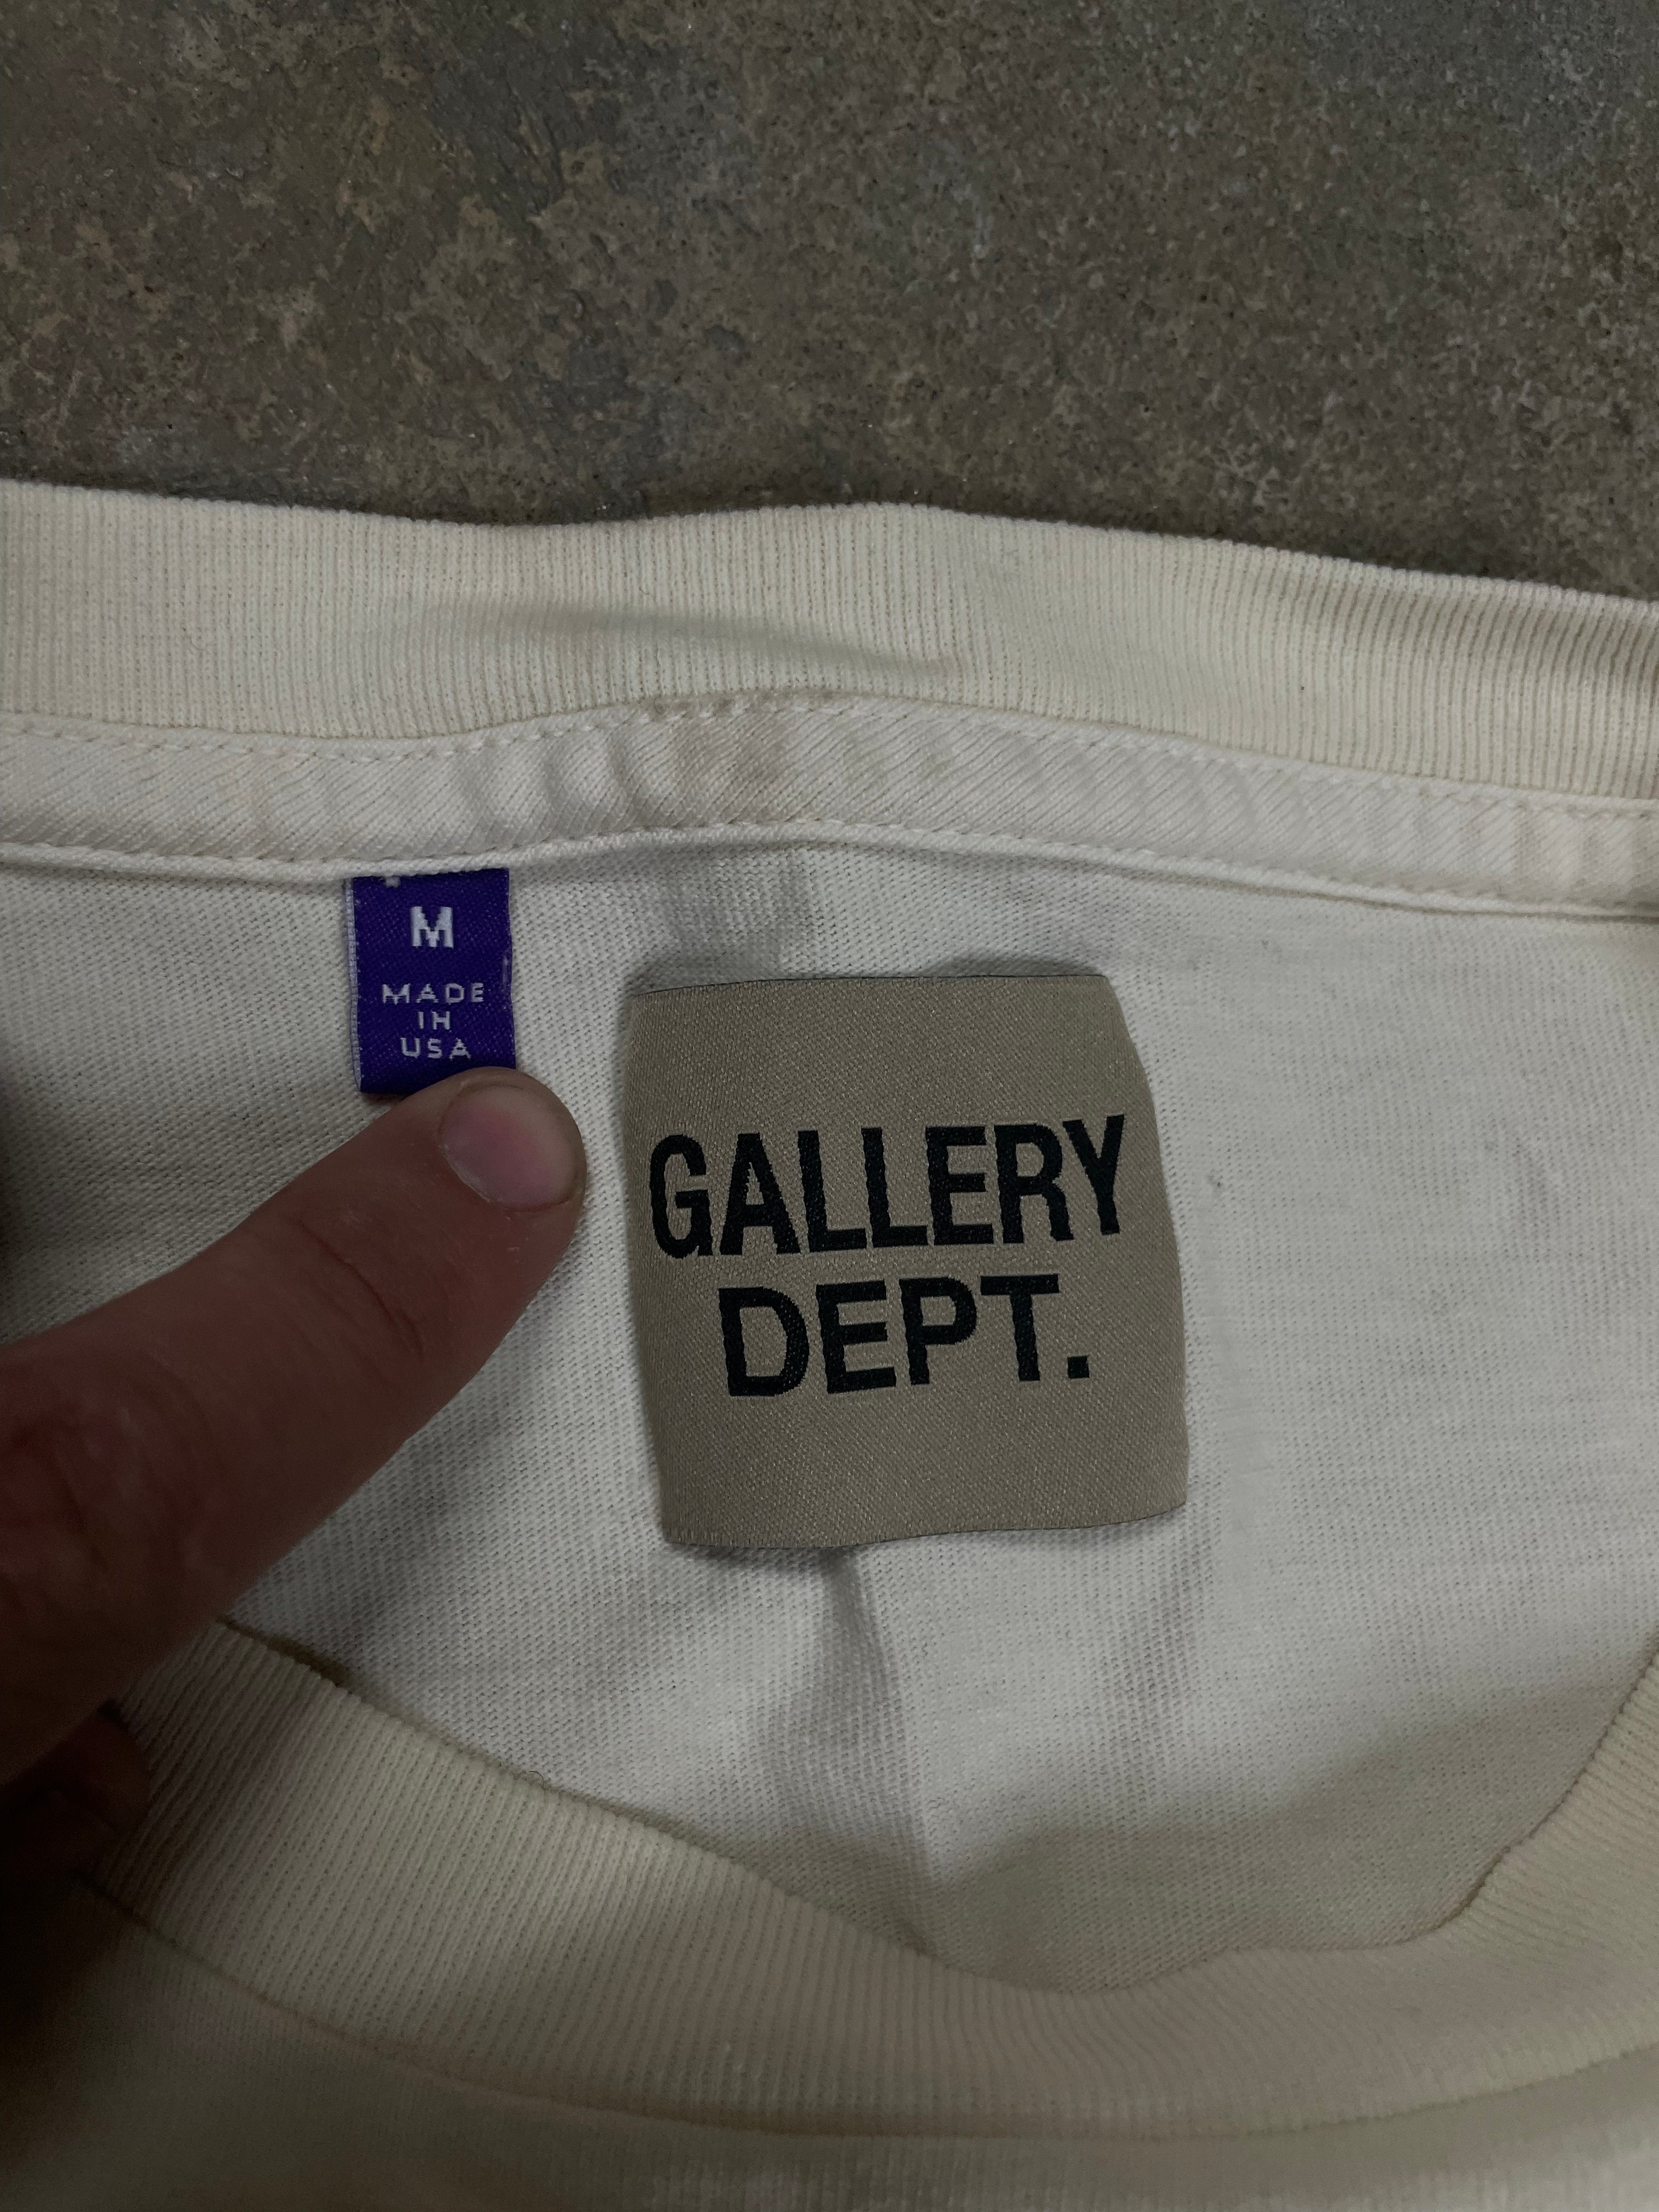 M
MADE
IN
USA
GALLERY
DEPT.